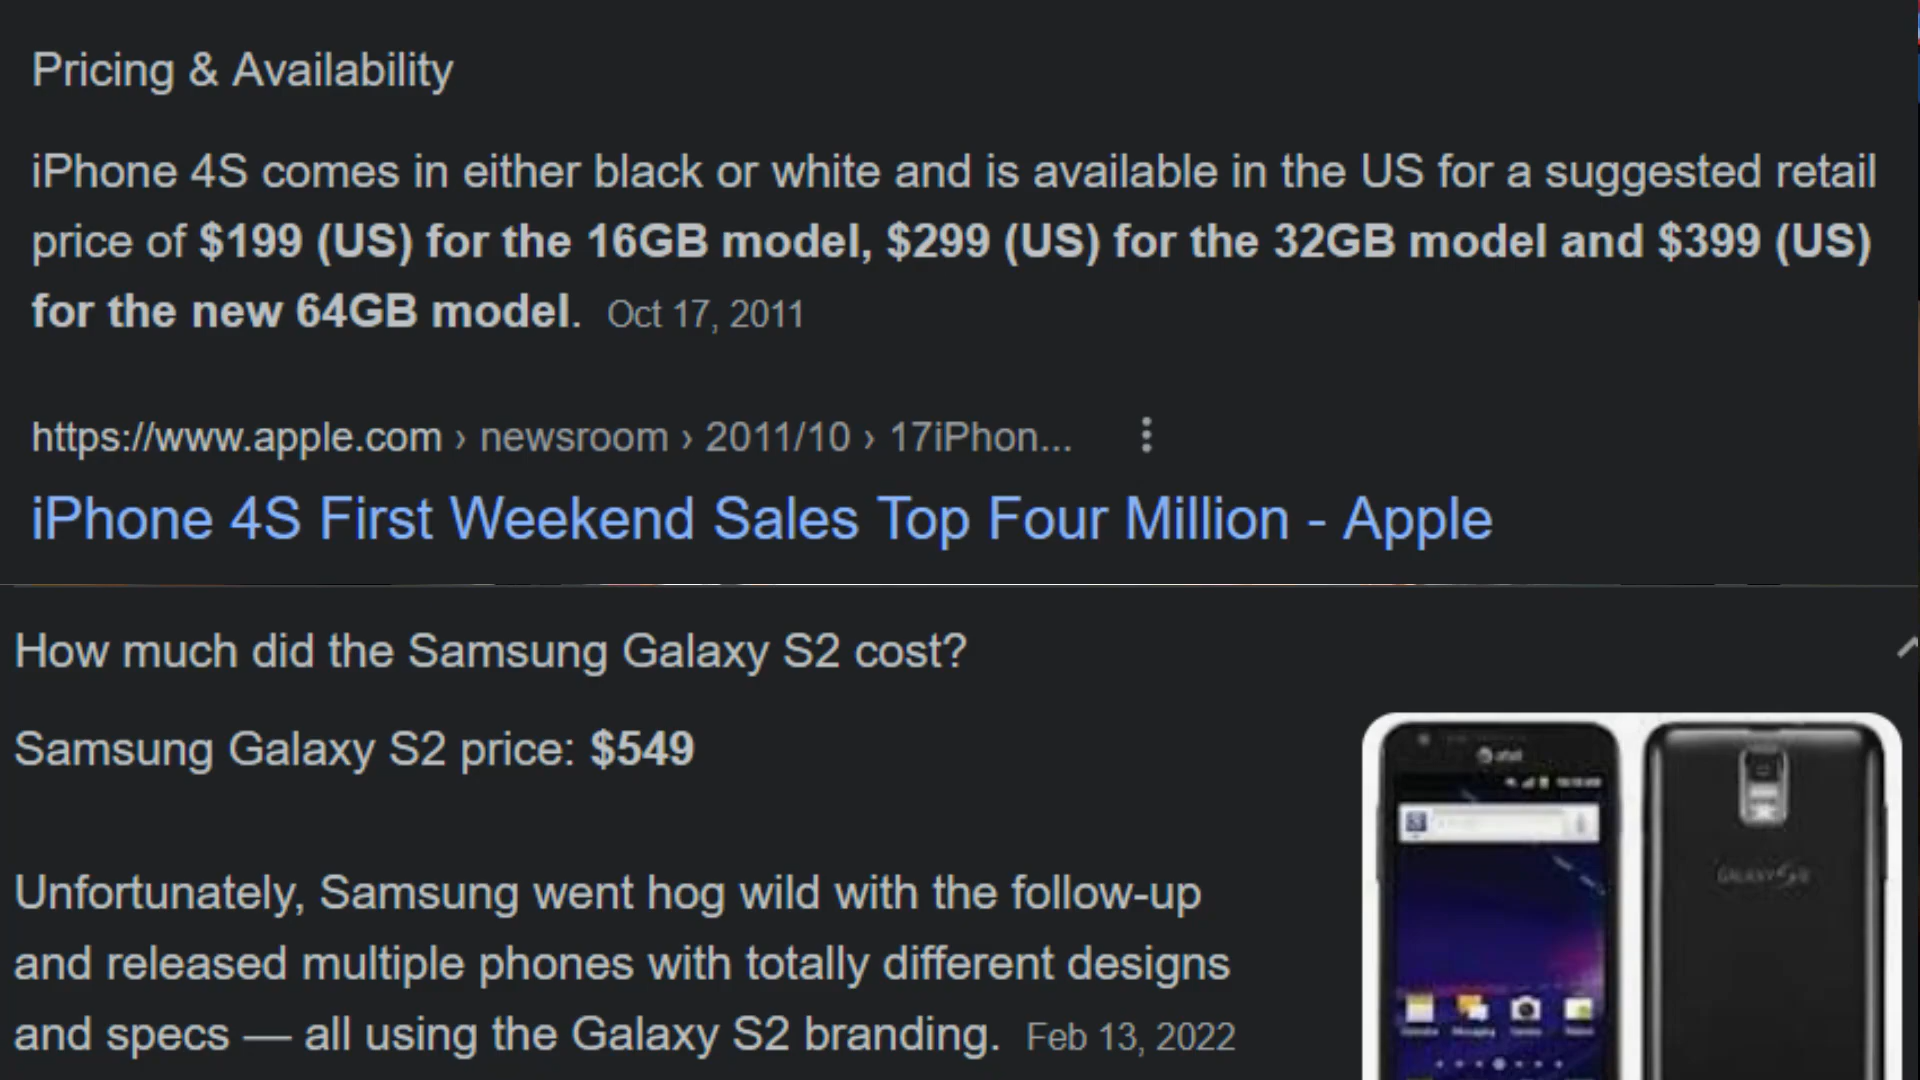 Pricing & Availability
iPhone 4S comes in either black or white and is available in the US for a suggested retail
price of $199 (US) for the 16GB model, $299 (US) for the 32GB model and $399 (US)
for the new 64GB model. Oct 17, 2011
https://www.apple.com › newsroom › 2011/10 › 17iPhon...
iPhone 4S First Weekend Sales Top Four Million - Apple
How much did the Samsung Galaxy S2 cost?
Samsung Galaxy S2 price: $549
at&t
GALAXY S II
Unfortunately, Samsung went hog wild with the follow-up
and released multiple phones with totally different designs
and specs — all using the Galaxy S2 branding. Feb 13, 2022